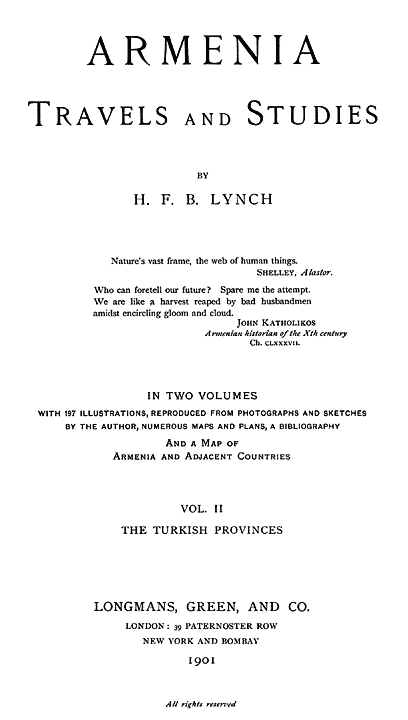 ARMENIA
TRAVELS AND STUDIES
BY
H. F. B. LYNCH
Nature's vast frame, the web of human things.
SHELLEY, Alastor.
Who can foretell our future? Spare me the attempt.
We are like a harvest reaped by bad husbandmen
amidst encircling gloom and cloud.
JOHN KATHOLIKOS
Armenian historian of the Xth century
Ch. CLXXXVII.
IN TWO VOLUMES
WITH 197 ILLUSTRATIONS, REPRODUCED FROM PHOTOGRAPHS AND SKETCHES
BY THE AUTHOR, NUMEROUS MAPS AND PLANS, A BIBLIOGRAPHY
AND A MAP OF
ARMENIA AND ADJACENT COUNTRIES
VOL. II
THE TURKISH PROVINCES
LONGMANS, GREEN, AND CO.
LONDON: 39 PATERNOSTER ROW
NEW YORK AND BOMBAY
1901
All rights reserved